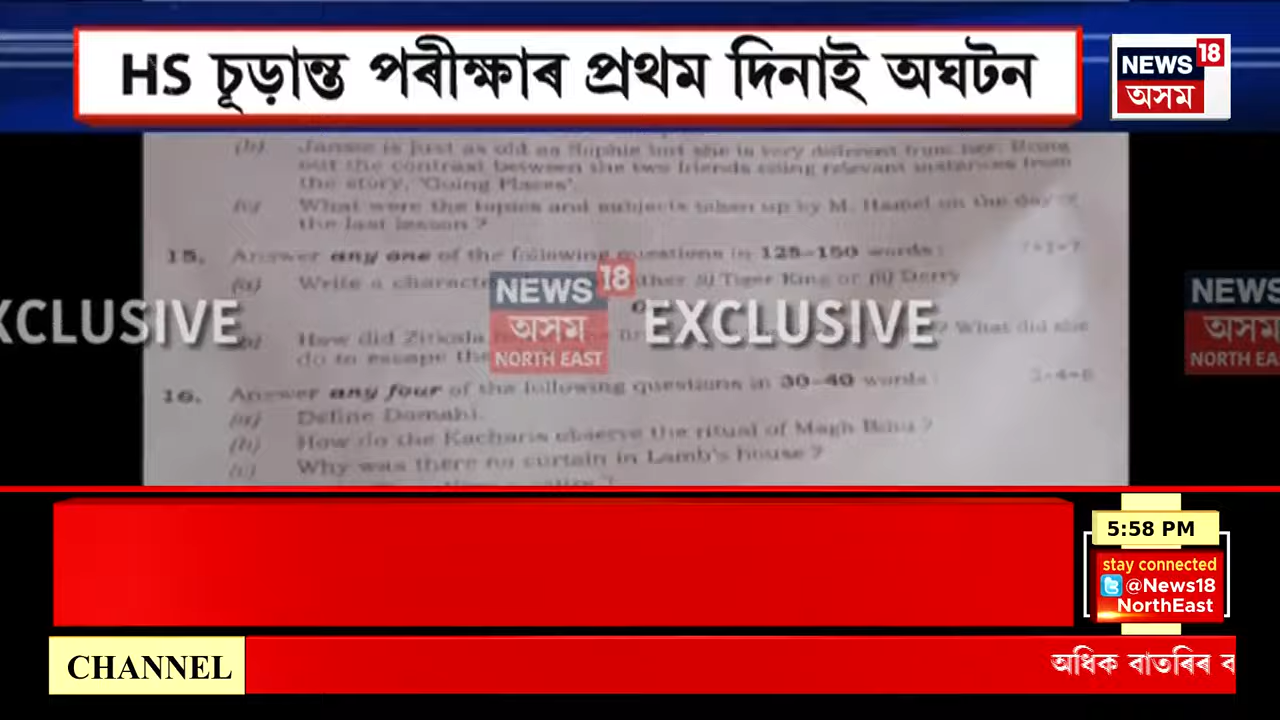 HS চূড়ান্ত পৰীক্ষাৰ প্ৰথম দিনাই অঘটন
NEWS 18
অসম
(b) Jansie is just as old as Sophie but she is very different from her. Bring
out the contrast between the two friends citing relevant instances from
the story, 'Going Places'.
(c) What were the topics and subjects taken up by M. Hamel on the day of
the last lesson ?
15. Answer any one of the following questions in 125–150 words :
(a) Write a character either (i) Tiger King or (ii) Derry
How did Zitkala ? What did she
do to escape the
16. Answer any four of the following questions in 30–40 words :
(a) Define Domahi.
(b) How do the Kacharis observe the ritual of Magh Bihu ?
(c) Why was there no curtain in Lamb's house ?
XCLUSIVE
NEWS 18
অসম
NORTH EAST
EXCLUSIVE
NEWS
অসম
NORTH EAST
5:58 PM
stay connected
@News18
NorthEast
CHANNEL
অধিক বাতৰিৰ ব